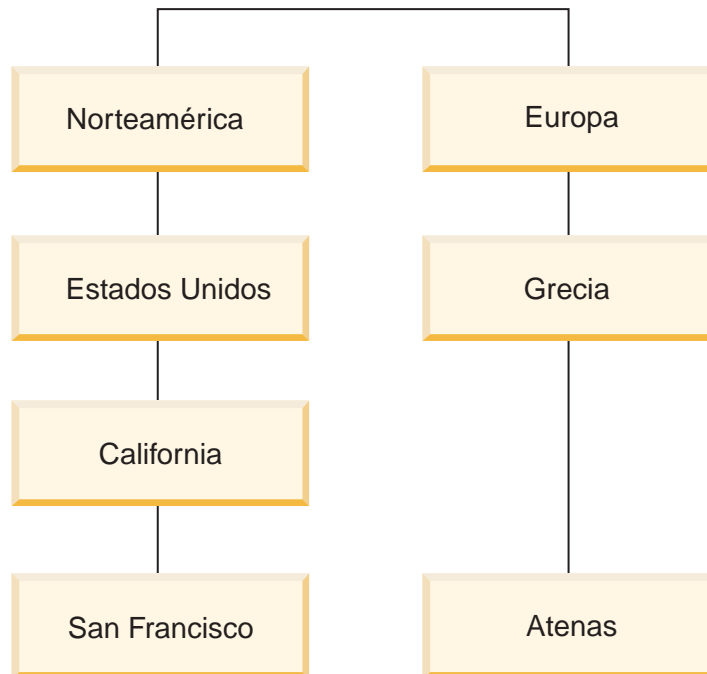 Norteamérica
Europa
Estados Unidos
Grecia
California
San Francisco
Atenas